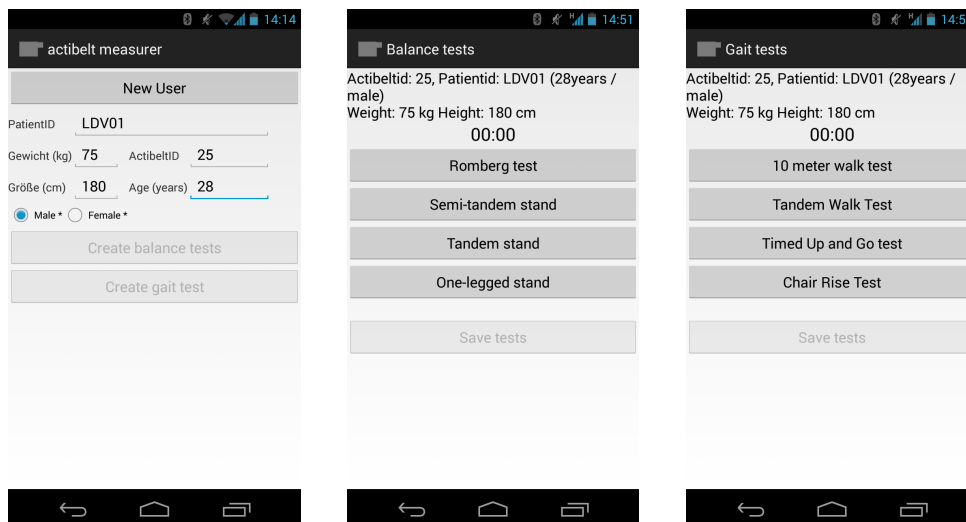 14:14
actibelt measurer
New User
PatientID LDV01
Gewicht (kg) 75 ActibeltID 25
Größe (cm) 180 Age (years) 28
Male * Female *
Create balance tests
Create gait test
H 14:51
Balance tests
Actibeltid: 25, Patientid: LDV01 (28years /
male)
Weight: 75 kg Height: 180 cm
00:00
Romberg test
Semi-tandem stand
Tandem stand
One-legged stand
Save tests
H 14:5
Gait tests
Actibeltid: 25, Patientid: LDV01 (28years /
male)
Weight: 75 kg Height: 180 cm
00:00
10 meter walk test
Tandem Walk Test
Timed Up and Go test
Chair Rise Test
Save tests